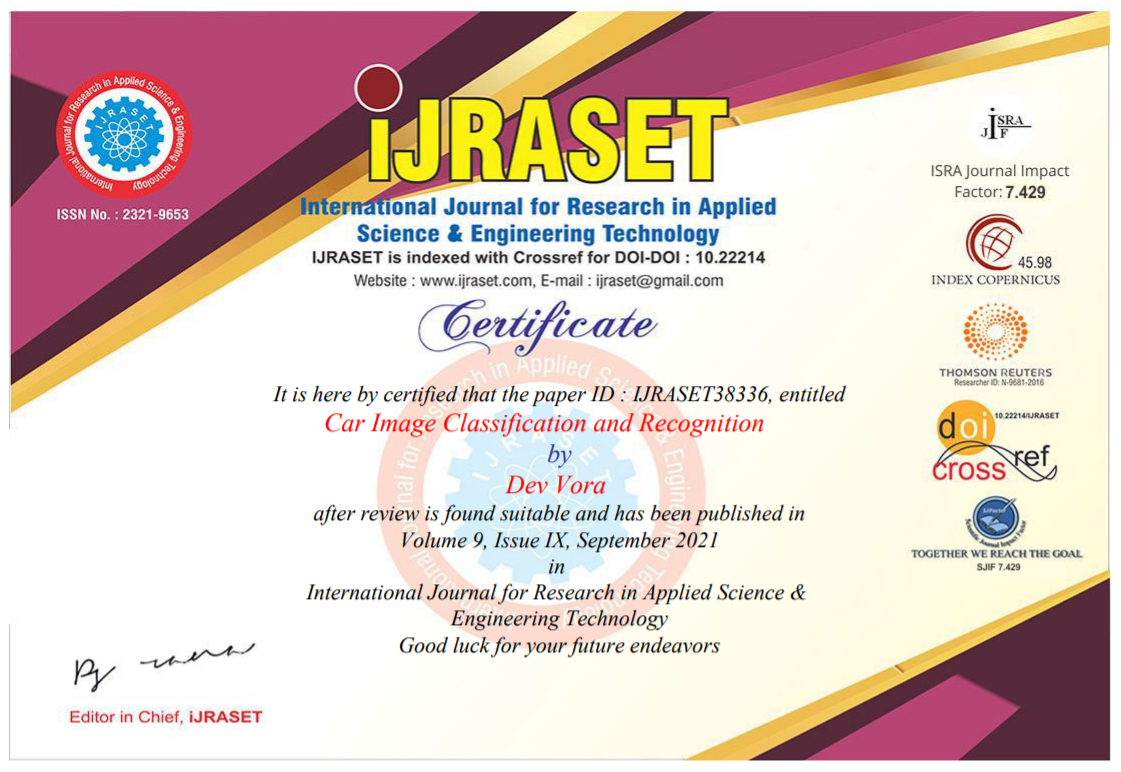 International Journal for Research in Applied Science & Engineering Technology
IJRASET
ISSN No. : 2321-9653
iJRASET
International Journal for Research in Applied
Science & Engineering Technology
IJRASET is indexed with Crossref for DOI-DOI : 10.22214
Website : www.ijraset.com, E-mail : ijraset@gmail.com
Certificate
It is here by certified that the paper ID : IJRASET38336, entitled
Car Image Classification and Recognition
by
Dev Vora
after review is found suitable and has been published in
Volume 9, Issue IX, September 2021
in
International Journal for Research in Applied Science &
Engineering Technology
Good luck for your future endeavors
Editor in Chief, iJRASET
ISRA
JIF
ISRA Journal Impact
Factor: 7.429
45.98
INDEX COPERNICUS
THOMSON REUTERS
Researcher ID: N-9681-2016
10.22214/IJRASET
doi
cross ref
Scientific Journal Impact Factor
TOGETHER WE REACH THE GOAL
SJIF 7.429